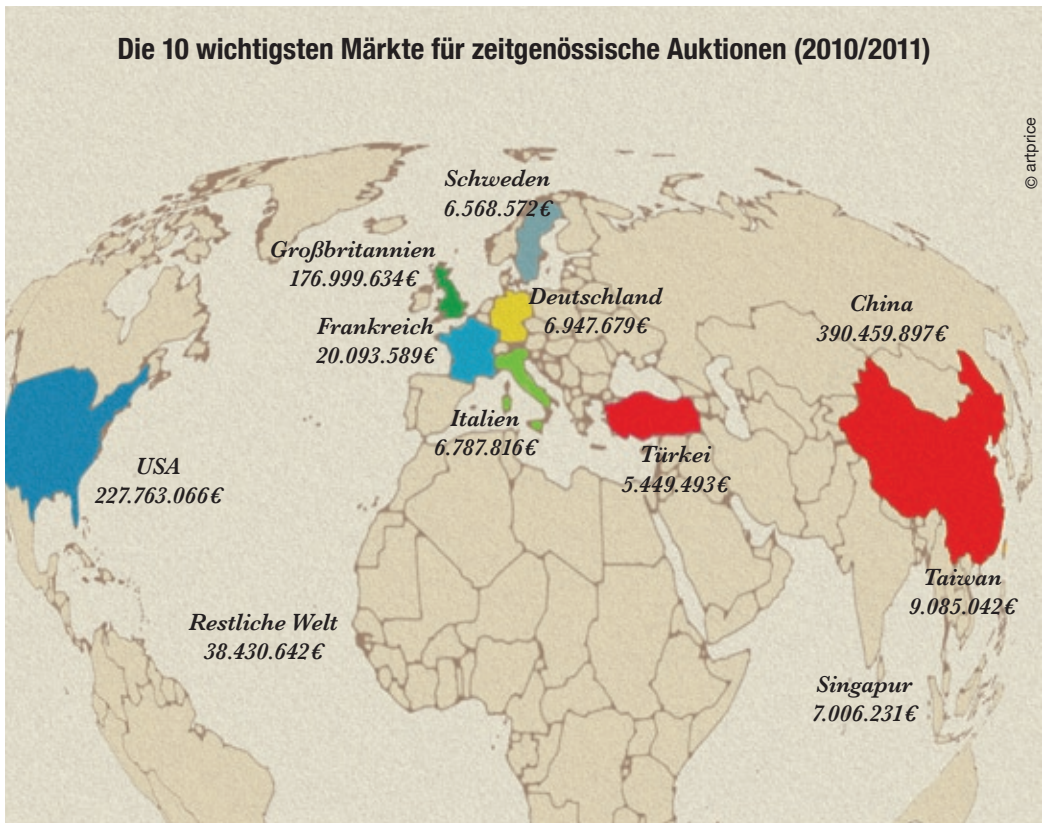 Die 10 wichtigsten Märkte für zeitgenössische Auktionen (2010/2011)
© artprice
Schweden
6.568.572€
Großbritannien
176.999.634€
Deutschland
6.947.679€
China
390.459.897€
Frankreich
20.093.589€
Italien
6.787.816€
Türkei
5.449.493€
USA
227.763.066€
Taiwan
9.085.042€
Restliche Welt
38.430.642€
Singapur
7.006.231€